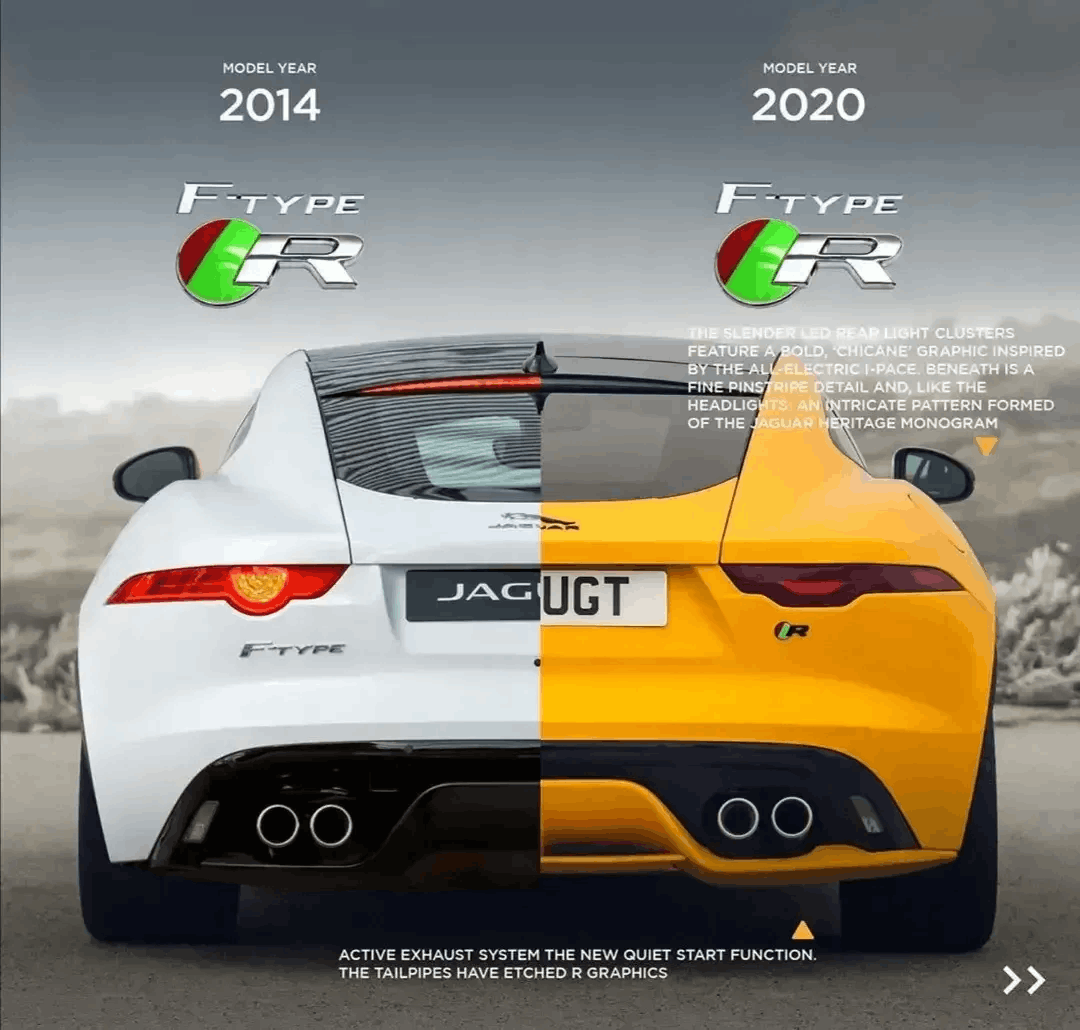 MODEL YEAR
2014
MODEL YEAR
2020
F-TYPE
R
F-TYPE
R
THE SLENDER LED REAR LIGHT CLUSTERS
FEATURE A BOLD, 'CHICANE' GRAPHIC INSPIRED
BY THE ALL-ELECTRIC I-PACE. BENEATH IS A
FINE PINSTRIPE DETAIL AND, LIKE THE
HEADLIGHTS, AN INTRICATE PATTERN FORMED
OF THE JAGUAR HERITAGE MONOGRAM
JAGUAR
JAGUGT
F-TYPE
R
ACTIVE EXHAUST SYSTEM THE NEW QUIET START FUNCTION.
THE TAILPIPES HAVE ETCHED R GRAPHICS